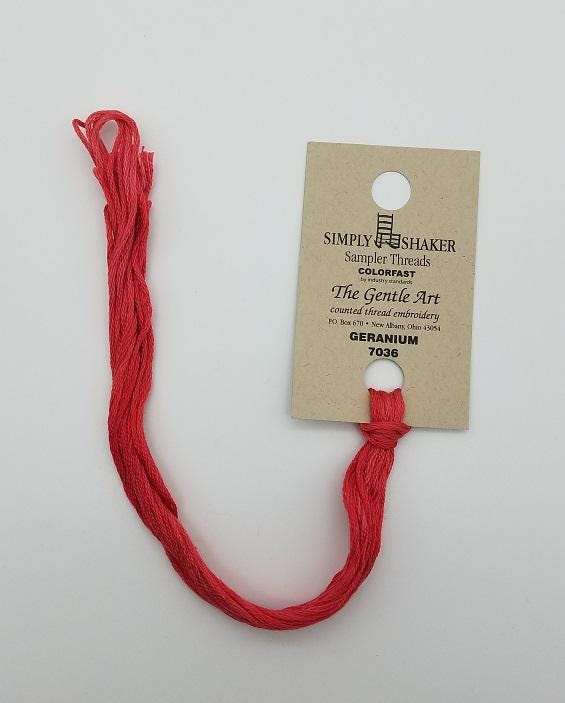 SIMPLY SHAKER
Sampler Threads
COLORFAST
by industry standards
The Gentle Art
counted thread embroidery
P.O. Box 670 • New Albany, Ohio 43054
GERANIUM
7036